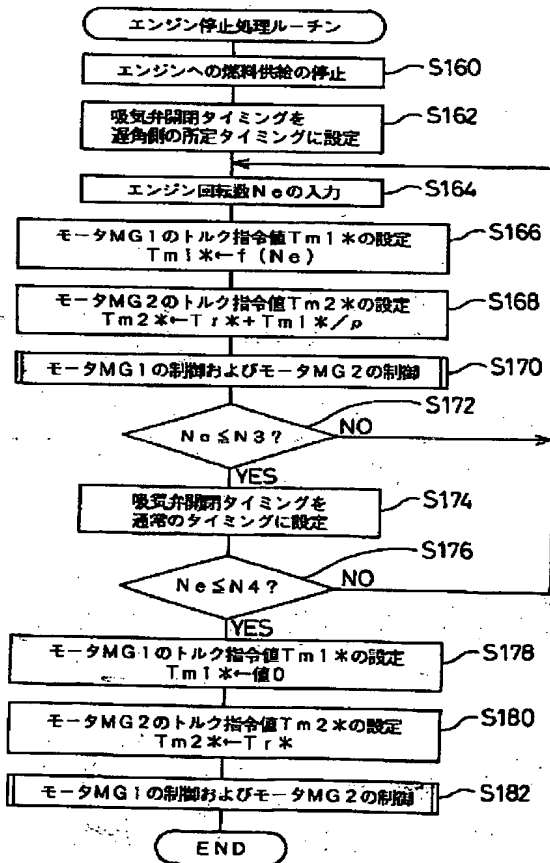 エンジン停止処理ルーチン
エンジンへの燃料供給の停止
S160
吸気弁開閉タイミングを
遅角側の所定タイミングに設定
S162
エンジン回転数Neの入力
S164
モータMG1のトルク指令値Tm1*の設定
Tm1*←f(Ne)
S166
モータMG2のトルク指令値Tm2*の設定
Tm2*←Tr*+Tm1*/ρ
S168
モータMG1の制御およびモータMG2の制御
S170
S172
Ne≦N3?
NO
YES
吸気弁開閉タイミングを
通常のタイミングに設定
S174
S176
Ne≦N4?
NO
YES
モータMG1のトルク指令値Tm1*の設定
Tm1*←値0
S178
モータMG2のトルク指令値Tm2*の設定
Tm2*←Tr*
S180
モータMG1の制御およびモータMG2の制御
S182
END